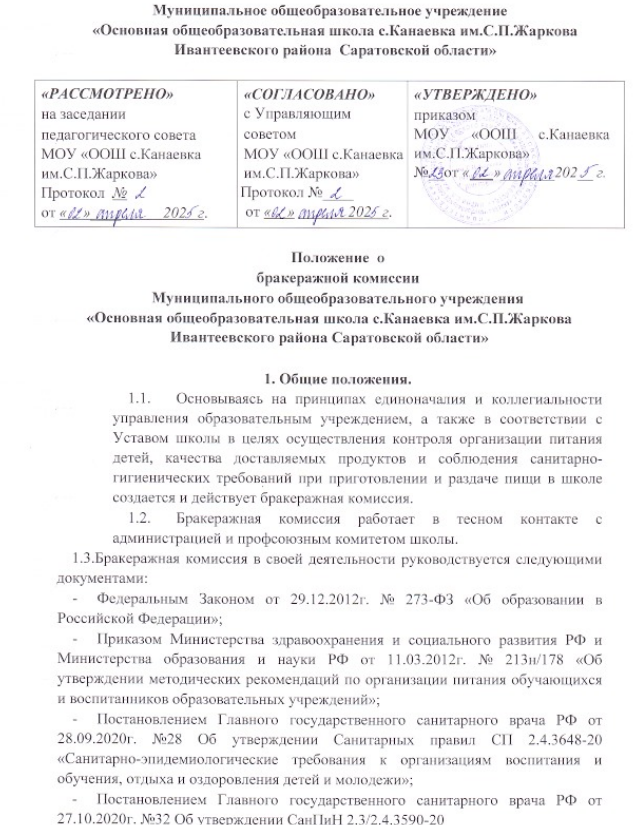 Муниципальное общеобразовательное учреждение
«Основная общеобразовательная школа с.Канаевка им.С.П.Жаркова
Ивантеевского района Саратовской области»
«РАССМОТРЕНО»
на заседании
педагогического совета
МОУ «ООШ с.Канаевка
им.С.П.Жаркова»
Протокол № 2
от «02» апреля 2025 г.
«СОГЛАСОВАНО»
с Управляющим
советом
МОУ «ООШ с.Канаевка
им.С.П.Жаркова»
Протокол № 2
от «02» апреля 2025 г.
«УТВЕРЖДЕНО»
приказом
МОУ «ООШ с.Канаевка
им.С.П.Жаркова»
№23от «02» апреля2025 г.
Положение о
бракеражной комиссии
Муниципального общеобразовательного учреждения
«Основная общеобразовательная школа с.Канаевка им.С.П.Жаркова
Ивантеевского района Саратовской области»
1. Общие положения.
1.1. Основываясь на принципах единоначалия и коллегиальности
управления образовательным учреждением, а также в соответствии с
Уставом школы в целях осуществления контроля организации питания
детей, качества доставляемых продуктов и соблюдения санитарно-
гигиенических требований при приготовлении и раздаче пищи в школе
создается и действует бракеражная комиссия.
1.2. Бракеражная комиссия работает в тесном контакте с
администрацией и профсоюзным комитетом школы.
1.3.Бракеражная комиссия в своей деятельности руководствуется следующими
документами:
- Федеральным Законом от 29.12.2012г. № 273-ФЗ «Об образовании в
Российской Федерации»;
- Приказом Министерства здравоохранения и социального развития РФ и
Министерства образования и науки РФ от 11.03.2012г. № 213н/178 «Об
утверждении методических рекомендаций по организации питания обучающихся
и воспитанников образовательных учреждений»;
- Постановлением Главного государственного санитарного врача РФ от
28.09.2020г. №28 Об утверждении Санитарных правил СП 2.4.3648-20
«Санитарно-эпидемиологические требования к организациям воспитания и
обучения, отдыха и оздоровления детей и молодежи»;
- Постановлением Главного государственного санитарного врача РФ от
27.10.2020г. №32 Об утверждении СанПиН 2.3/2.4.3590-20